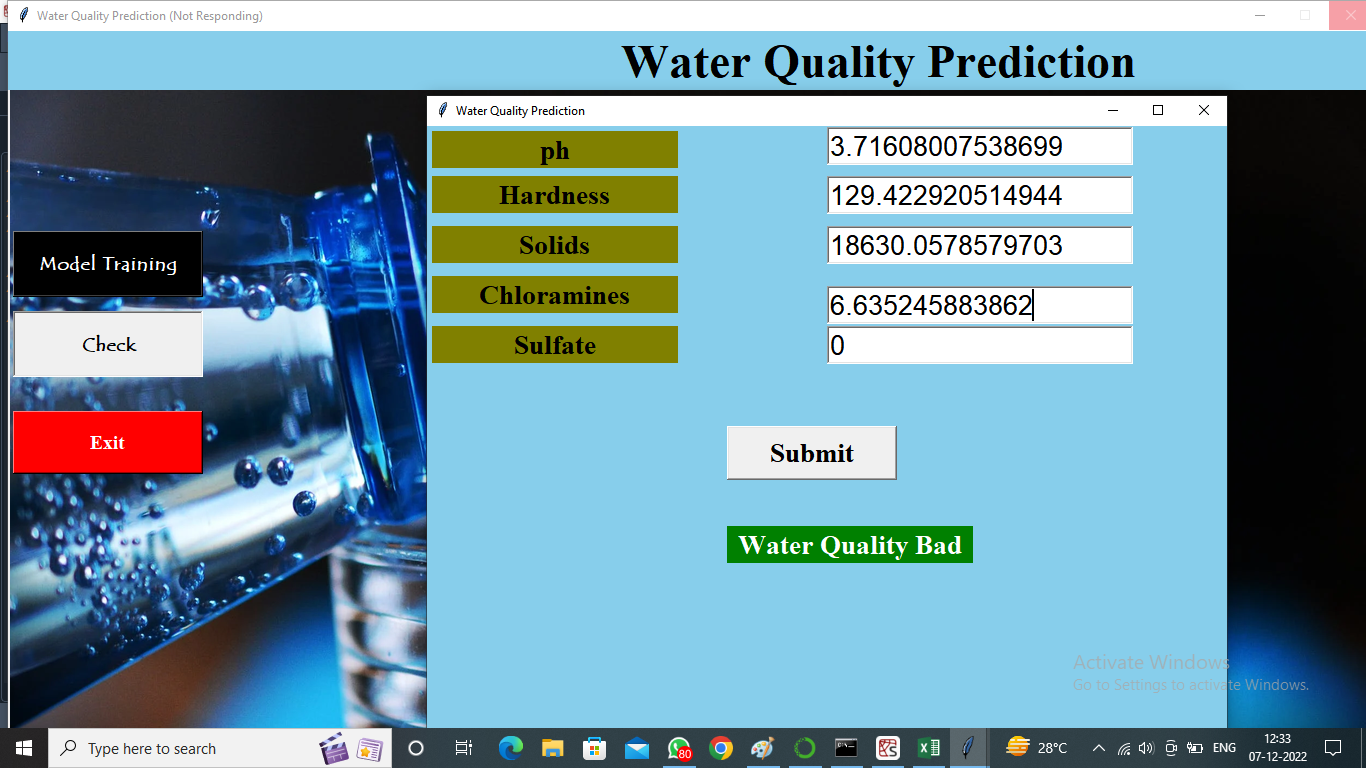 Water Quality Prediction (Not Responding)
Water Quality Prediction
Water Quality Prediction
ph
3.71608007538699
Hardness
129.422920514944
Solids
18630.0578579703
Chloramines
6.635245883862
Sulfate
0
Model Training
Check
Exit
Submit
Water Quality Bad
Activate Windows
Go to Settings to activate Windows.
Type here to search
80
28°C
ENG
12:33
07-12-2022